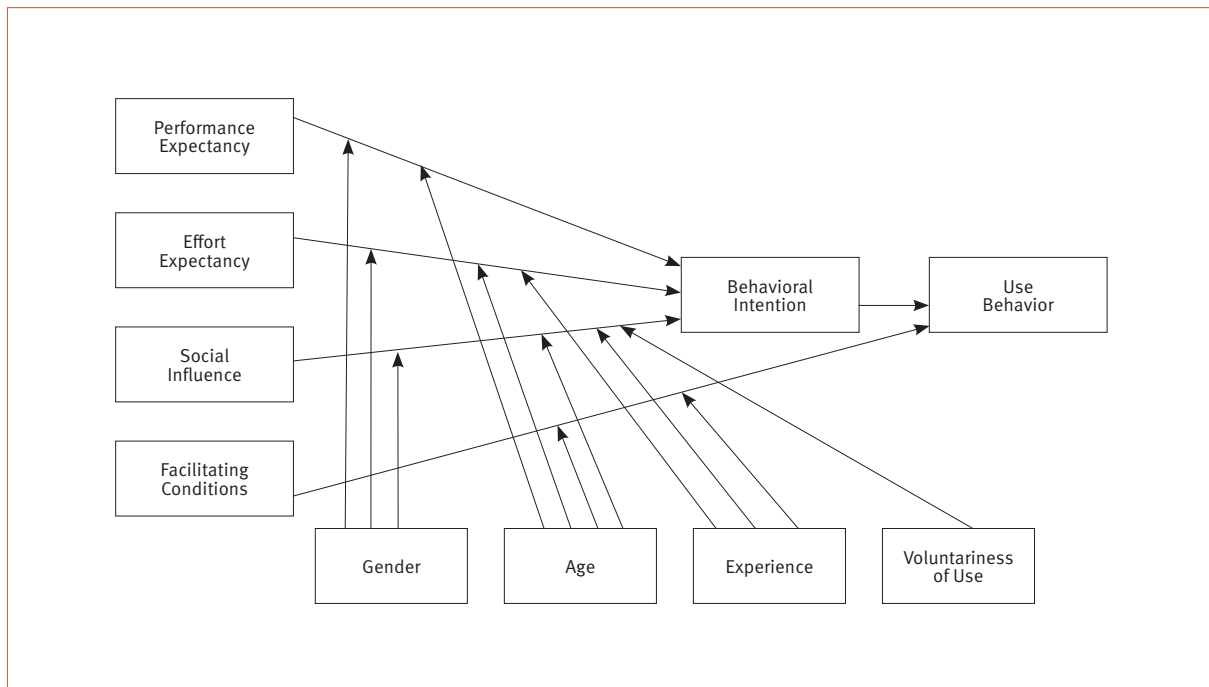 Performance
Expectancy
Effort
Expectancy
Social
Influence
Facilitating
Conditions
Behavioral
Intention
Use
Behavior
Gender
Age
Experience
Voluntariness
of Use